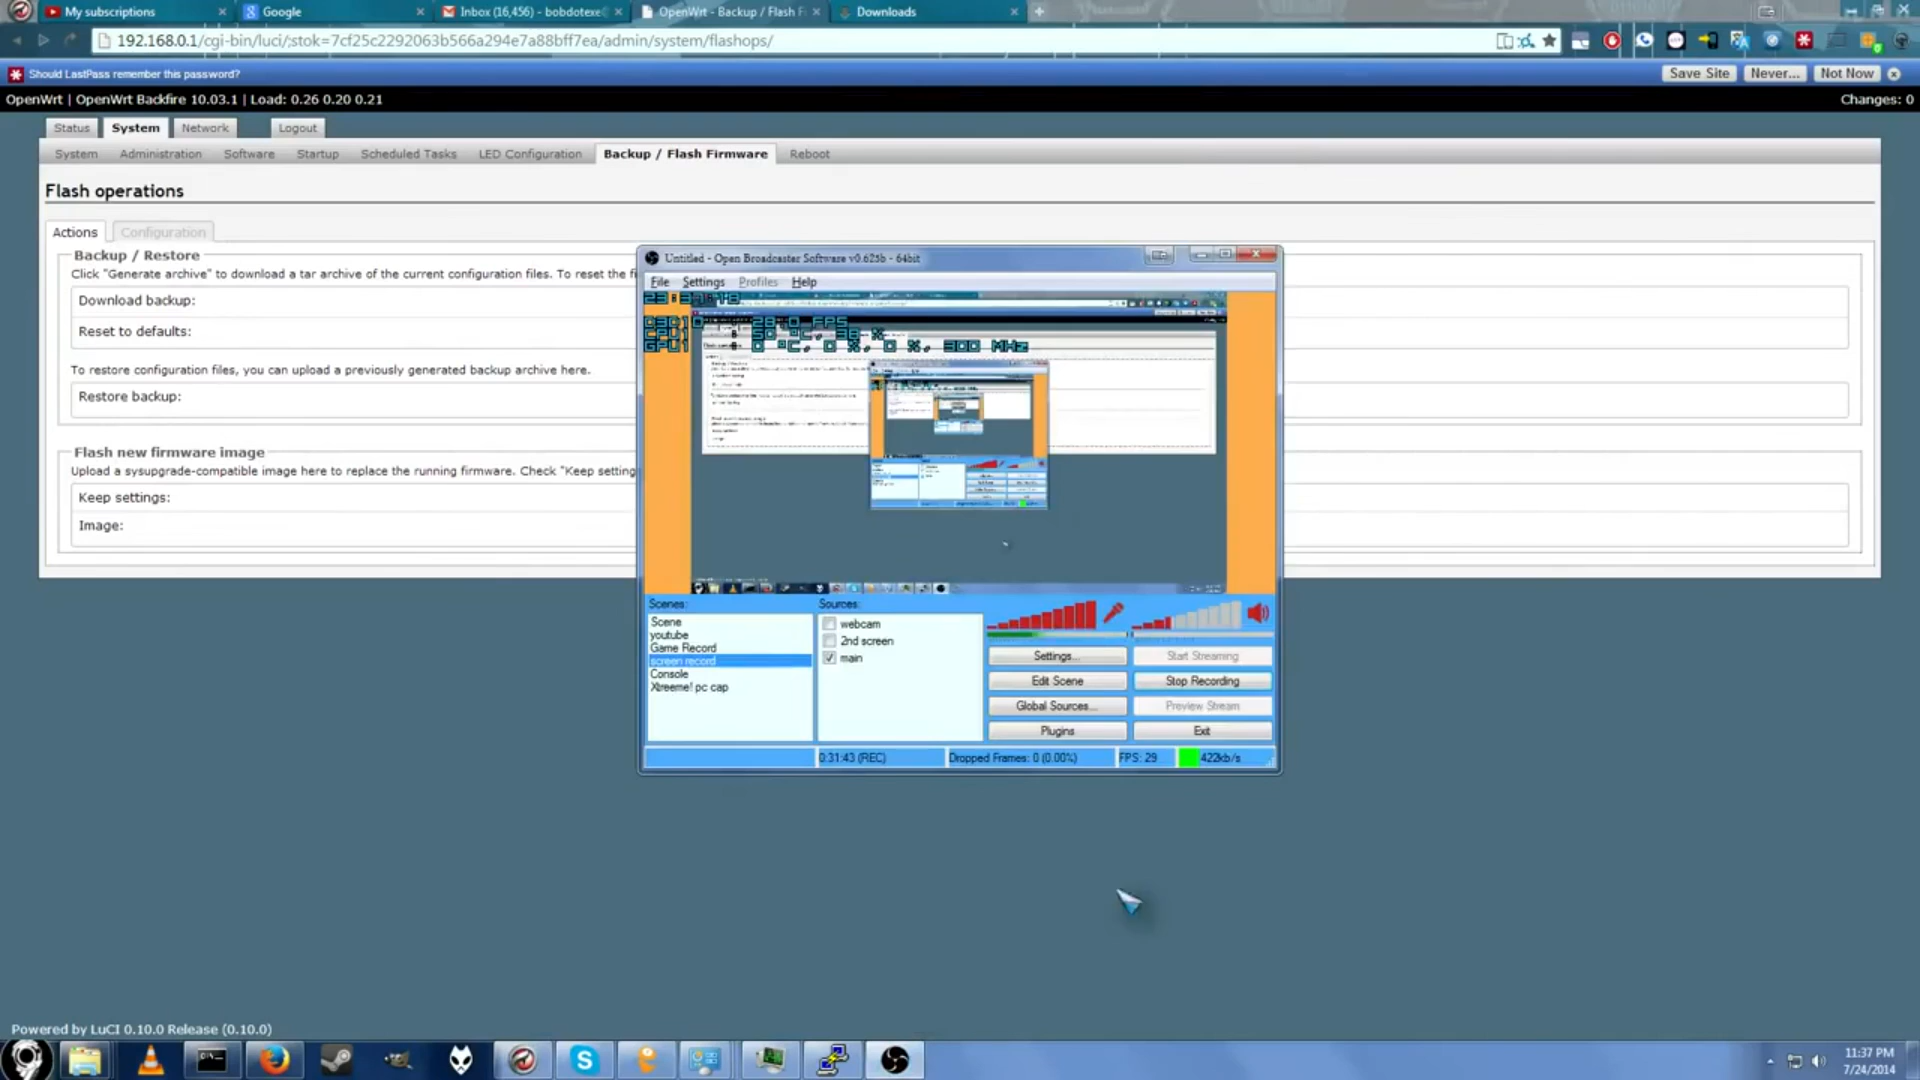 My subscriptions
Google
Inbox (16,456) - bobdotexe
OpenWrt - Backup / Flash F
Downloads
192.168.0.1/cgi-bin/luci/;stok=7cf25c2292063b566a294e7a88bff7ea/admin/system/flashops/
Should LastPass remember this password?
Save Site
Never...
Not Now
OpenWrt | OpenWrt Backfire 10.03.1 | Load: 0.26 0.20 0.21
Changes: 0
Status
System
Network
Logout
System
Administration
Software
Startup
Scheduled Tasks
LED Configuration
Backup / Flash Firmware
Reboot
Flash operations
Actions
Configuration
Backup / Restore
Click "Generate archive" to download a tar archive of the current configuration files. To reset the fi
Download backup:
Reset to defaults:
To restore configuration files, you can upload a previously generated backup archive here.
Restore backup:
Flash new firmware image
Upload a sysupgrade-compatible image here to replace the running firmware. Check "Keep setting
Keep settings:
Image:
Untitled - Open Broadcaster Software v0.625b - 64bit
File
Settings
Profiles
Help
Scenes:
Scene
youtube
Game Record
screen record
Console
Xtreeme! pc cap
Sources:
webcam
2nd screen
main
Settings...
Start Streaming
Edit Scene
Stop Recording
Global Sources...
Preview Stream
Plugins
Exit
0:31:43 (REC)
Dropped Frames: 0 (0.00%)
FPS: 29
422kb/s
Powered by LuCI 0.10.0 Release (0.10.0)
11:37 PM
7/24/2014